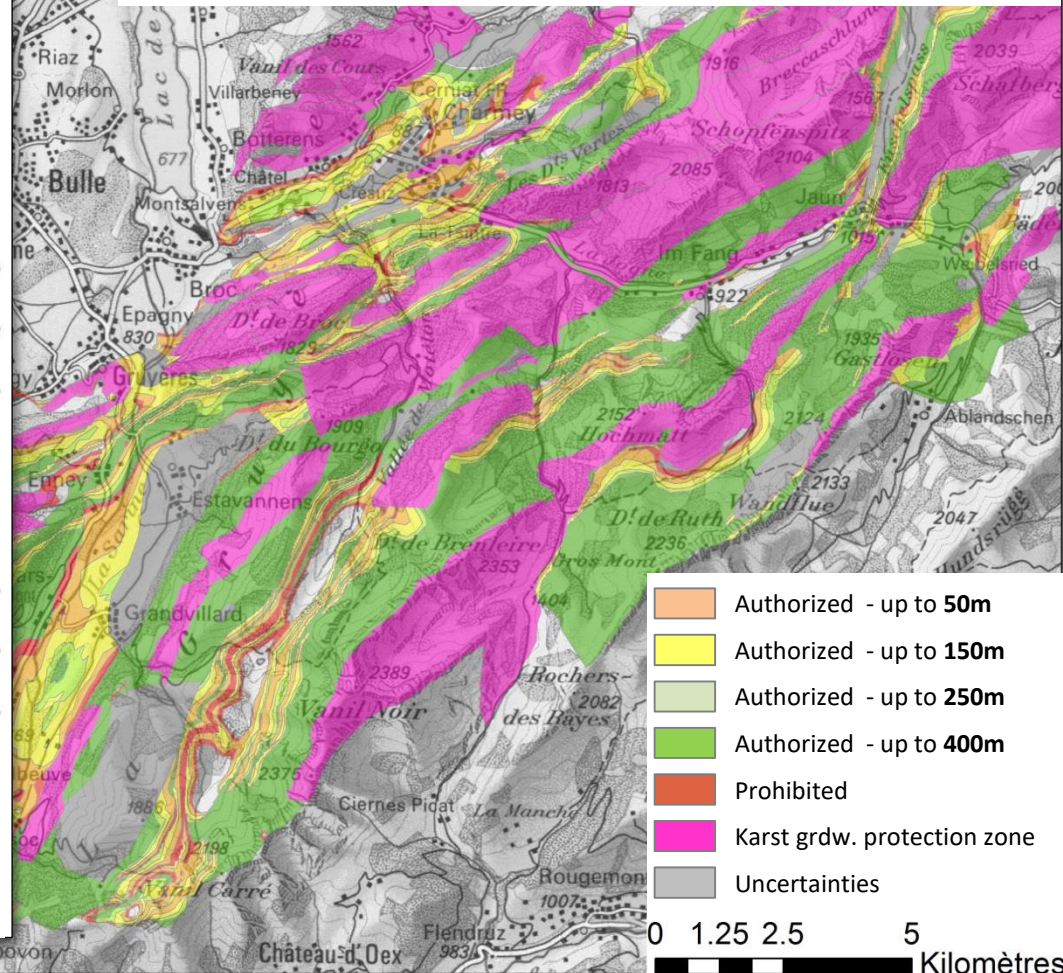 1562
Vanil des Cours
Riaz
Morlon
Villarbeney
Lac de
Cerniat FR
Charmey
887
Botterens
677
Bulle
Châtel
Montsalvens
Crésuz
La Tsintre
Les Dts Vertes
1813
1916
Breccaschlund
Schopfenspitz
2085
2104
1567
2039
Jaun
1015
Im Fang
922
Weibelsried
Broc
Epagny
830
Dt. de Broc
1829
Gruyères
1909
Dt. du Bourgo
Estavannens
Enney
La Sarine
Grandvillard
1935
Gastlosen
2152
Hochmatt
2124
Ablandschen
2133
Wandflue
2047
Hundsrügg
Dt. de Ruth
2236
Dt. de Brenleire
2353
Gros Mont
1404
2389
Vanil Noir
Rochers-
des Rayes
2082
2375
Ciernes Picat
La Manche
2198
Vanil Carré
Rougemon
1007
Flendruz
983
Château-d'Oex
Authorized - up to 50m
Authorized - up to 150m
Authorized - up to 250m
Authorized - up to 400m
Prohibited
Karst grdw. protection zone
Uncertainties
0 1.25 2.5 5
Kilomètres